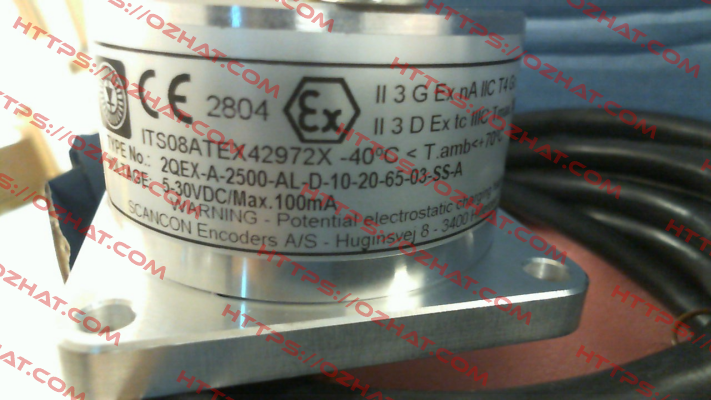 CE 2804 Ex II 3 G Ex nA IIC T4
II 3 D Ex tc IIIC
ITS08ATEX42972X -40°C < T.amb<+70°C
TYPE No.: 2QEX-A-2500-AL-D-10-20-65-03-SS-A
5-30VDC/Max.100mA
WARNING - Potential electrostatic charging
SCANCON Encoders A/S - Huginsvej 8 - 3400
HTTPS://OZHAT.COM